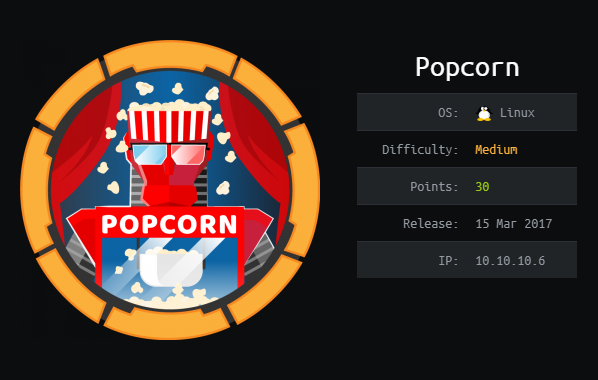 POPCORN
Popcorn
OS: Linux
Difficulty: Medium
Points: 30
Release: 15 Mar 2017
IP: 10.10.10.6